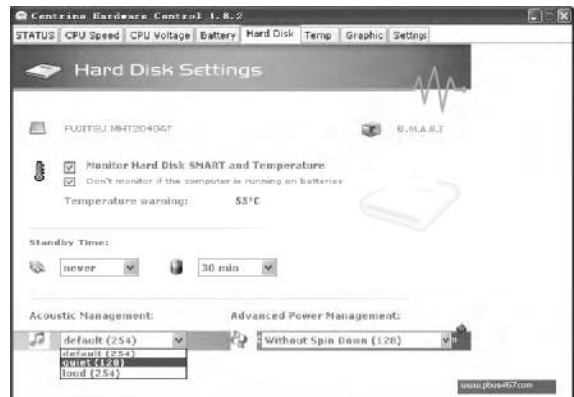 Centrino Hardware Control 1.8.2
STATUS CPU Speed CPU Voltage Battery Hard Disk Temp Graphic Settings
Hard Disk Settings
FUJITSU MHT2040AT S.M.A.R.T
Monitor Hard Disk SMART and Temperature
Don't monitor if the computer is running on batteries
Temperature warning: 55°C
Standby Time:
never 30 min
Acoustic Management: Advanced Power Management:
default (254) Without Spin Down (128)
default (254)
quiet (128)
loud (254)